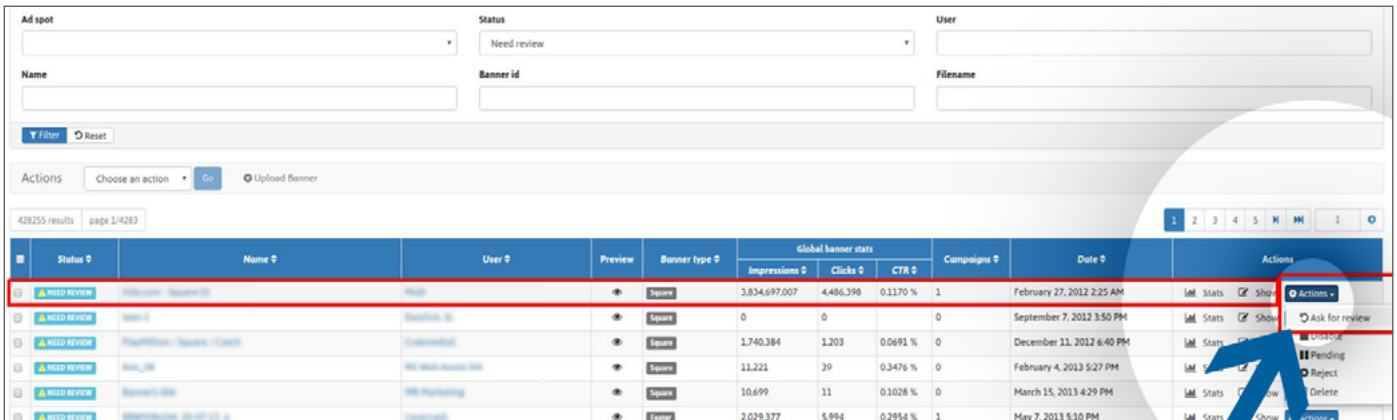 Ad spot Status User
Need review
Name Banner id Filename
Filter Reset
Actions Choose an action Go Upload Banner
428255 results page 1/4283 1 2 3 4 5 1
Status Name User Preview Banner type Global banner stats Campaigns Date Actions
Impressions Clicks CTR
NEED REVIEW Square 3,834,697,007 4,486,398 0.1170 % 1 February 27, 2012 2:25 AM Stats Show Actions
NEED REVIEW Square 0 0 0 September 7, 2012 3:50 PM Stats Show Ask for review
NEED REVIEW Square 1,740,384 1,203 0.0691 % 0 December 11, 2012 6:40 PM Stats Show Disable
Pending
NEED REVIEW Square 11,221 39 0.3476 % 0 February 4, 2013 5:27 PM Reject
NEED REVIEW Square 10,699 11 0.1028 % 0 March 15, 2013 4:29 PM Stats Delete
NEED REVIEW Footer 2,029,377 5,994 0.2954 % 1 May 7, 2013 5:10 PM Stats Actions